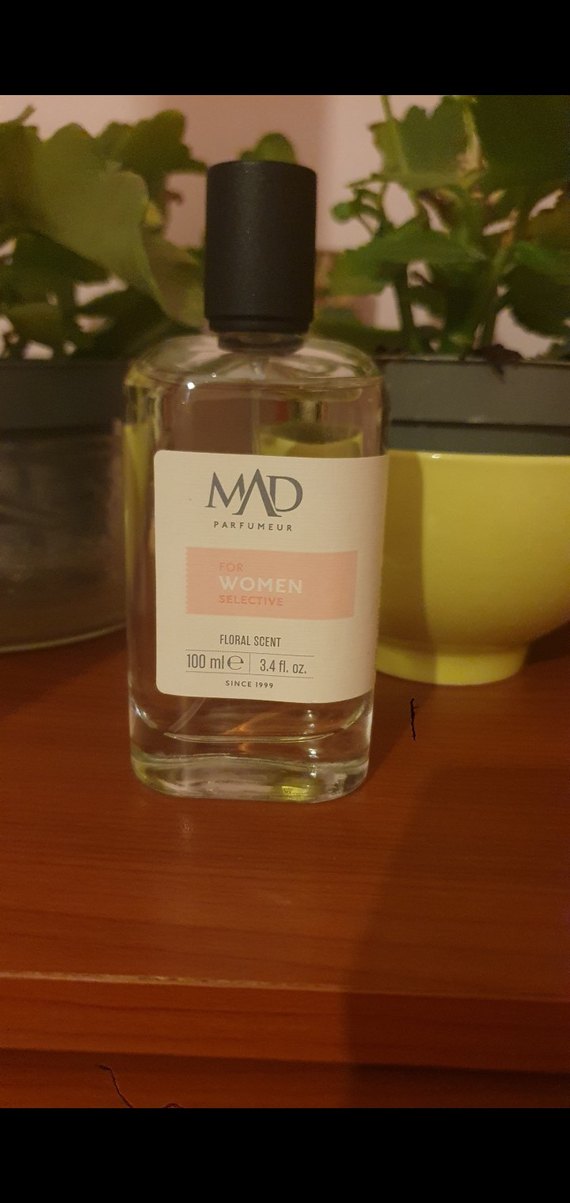 MAD
PARFUMEUR
FOR
WOMEN
SELECTIVE
FLORAL SCENT
100 ml ℮ 3.4 fl. oz.
SINCE 1999